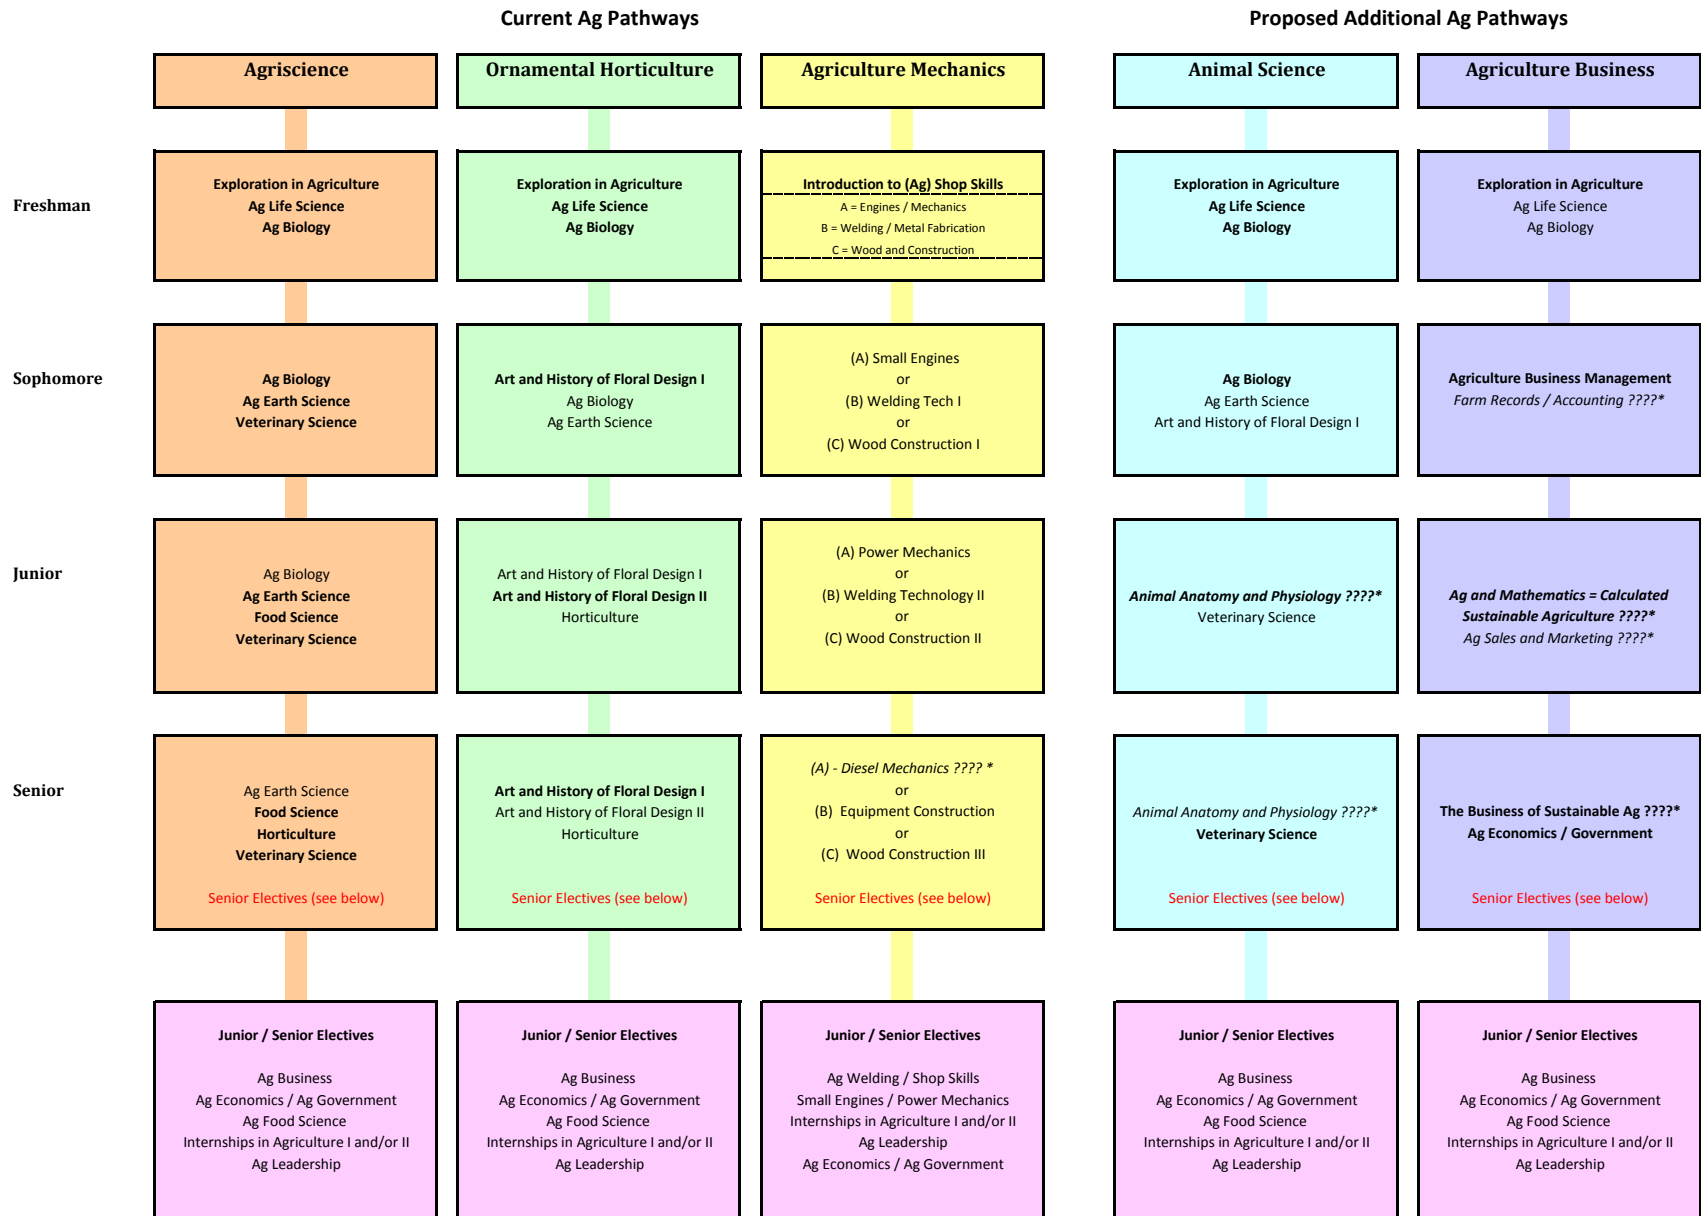 Current Ag Pathways
Proposed Additional Ag Pathways
Agriscience
Ornamental Horticulture
Agriculture Mechanics
Animal Science
Agriculture Business
Freshman
Exploration in Agriculture
Ag Life Science
Ag Biology
Exploration in Agriculture
Ag Life Science
Ag Biology
Introduction to (Ag) Shop Skills
A = Engines / Mechanics
B = Welding / Metal Fabrication
C = Wood and Construction
Exploration in Agriculture
Ag Life Science
Ag Biology
Exploration in Agriculture
Ag Life Science
Ag Biology
Sophomore
Ag Biology
Ag Earth Science
Veterinary Science
Art and History of Floral Design I
Ag Biology
Ag Earth Science
(A) Small Engines
or
(B) Welding Tech I
or
(C) Wood Construction I
Ag Biology
Ag Earth Science
Art and History of Floral Design I
Agriculture Business Management
Farm Records / Accounting ????*
Junior
Ag Biology
Ag Earth Science
Food Science
Veterinary Science
Art and History of Floral Design I
Art and History of Floral Design II
Horticulture
(A) Power Mechanics
or
(B) Welding Technology II
or
(C) Wood Construction II
Animal Anatomy and Physiology ????*
Veterinary Science
Ag and Mathematics = Calculated
Sustainable Agriculture ????*
Ag Sales and Marketing ????*
Senior
Ag Earth Science
Food Science
Horticulture
Veterinary Science
Senior Electives (see below)
Art and History of Floral Design I
Art and History of Floral Design II
Horticulture
Senior Electives (see below)
(A) - Diesel Mechanics ???? *
or
(B) Equipment Construction
or
(C) Wood Construction III
Senior Electives (see below)
Animal Anatomy and Physiology ????*
Veterinary Science
Senior Electives (see below)
The Business of Sustainable Ag ????*
Ag Economics / Government
Senior Electives (see below)
Junior / Senior Electives
Ag Business
Ag Economics / Ag Government
Ag Food Science
Internships in Agriculture I and/or II
Ag Leadership
Junior / Senior Electives
Ag Business
Ag Economics / Ag Government
Ag Food Science
Internships in Agriculture I and/or II
Ag Leadership
Junior / Senior Electives
Ag Welding / Shop Skills
Small Engines / Power Mechanics
Internships in Agriculture I and/or II
Ag Leadership
Ag Economics / Ag Government
Junior / Senior Electives
Ag Business
Ag Economics / Ag Government
Ag Food Science
Internships in Agriculture I and/or II
Ag Leadership
Junior / Senior Electives
Ag Business
Ag Economics / Ag Government
Ag Food Science
Internships in Agriculture I and/or II
Ag Leadership